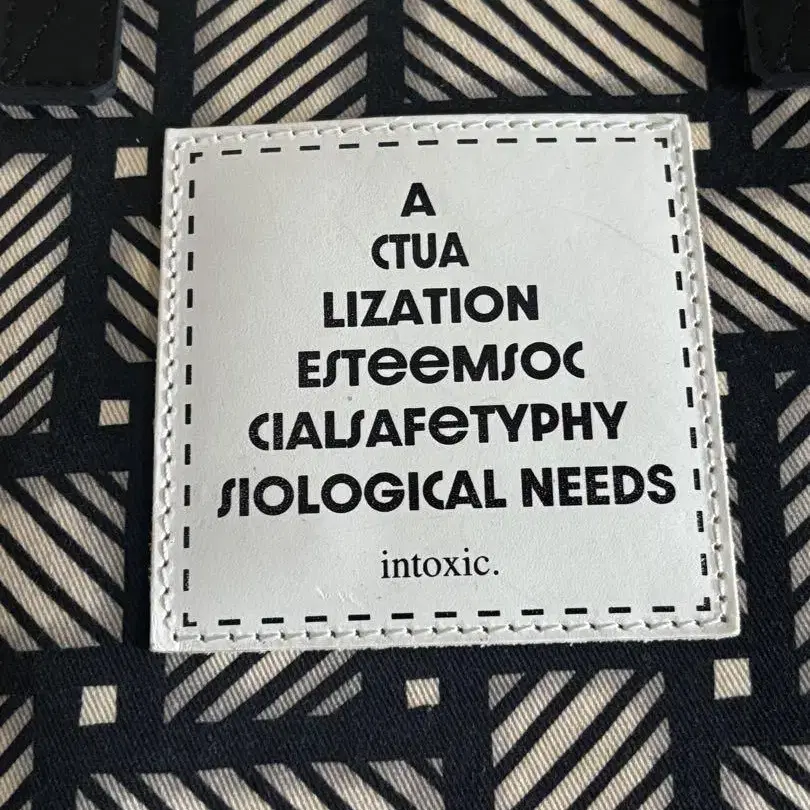 A
CTUA
LIZATION
ESTeeMSOC
CIALSAFeTYPHY
SIOLOGICAL NEEDS
intoxic.